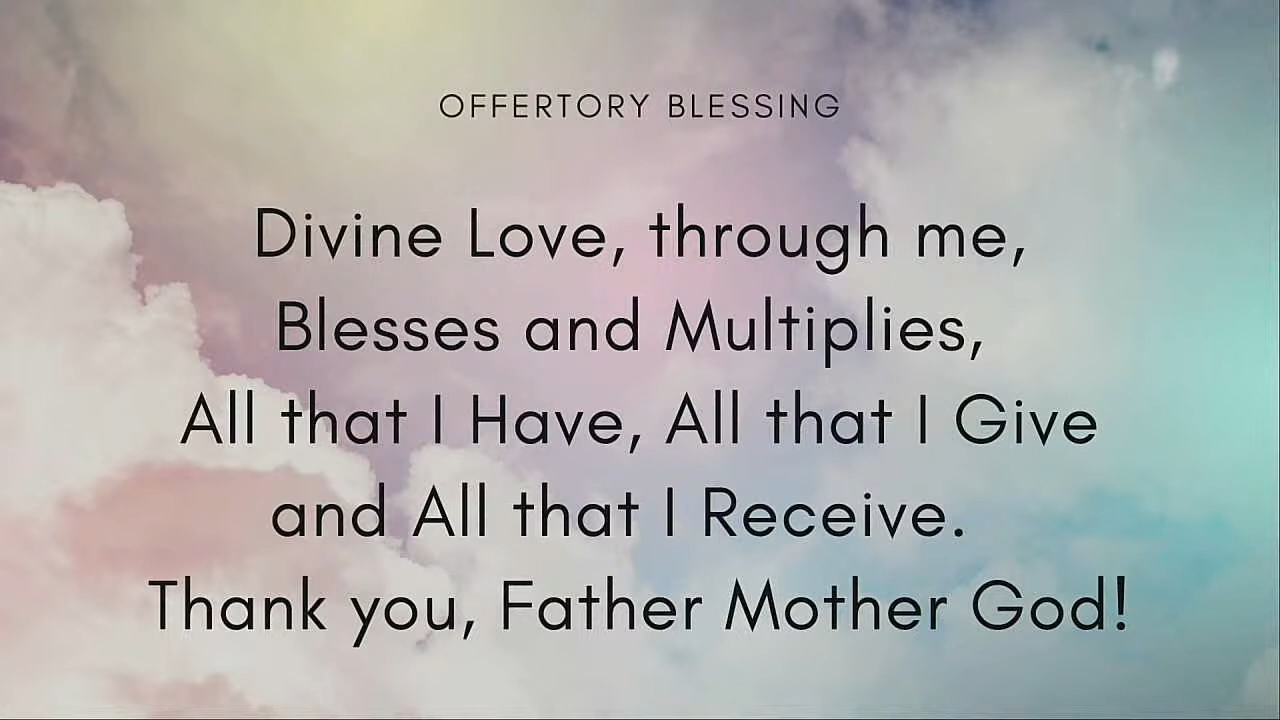 OFFERTORY BLESSING
Divine Love, through me,
Blesses and Multiplies,
All that I Have, All that I Give
and All that I Receive.
Thank you, Father Mother God!